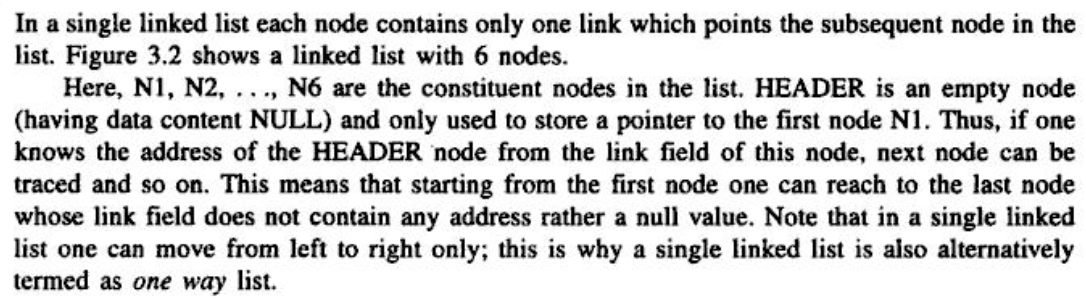 In a single linked list each node contains only one link which points the subsequent node in the
list. Figure 3.2 shows a linked list with 6 nodes.
Here, N1, N2, . . ., N6 are the constituent nodes in the list. HEADER is an empty node
(having data content NULL) and only used to store a pointer to the first node N1. Thus, if one
knows the address of the HEADER node from the link field of this node, next node can be
traced and so on. This means that starting from the first node one can reach to the last node
whose link field does not contain any address rather a null value. Note that in a single linked
list one can move from left to right only; this is why a single linked list is also alternatively
termed as one way list.